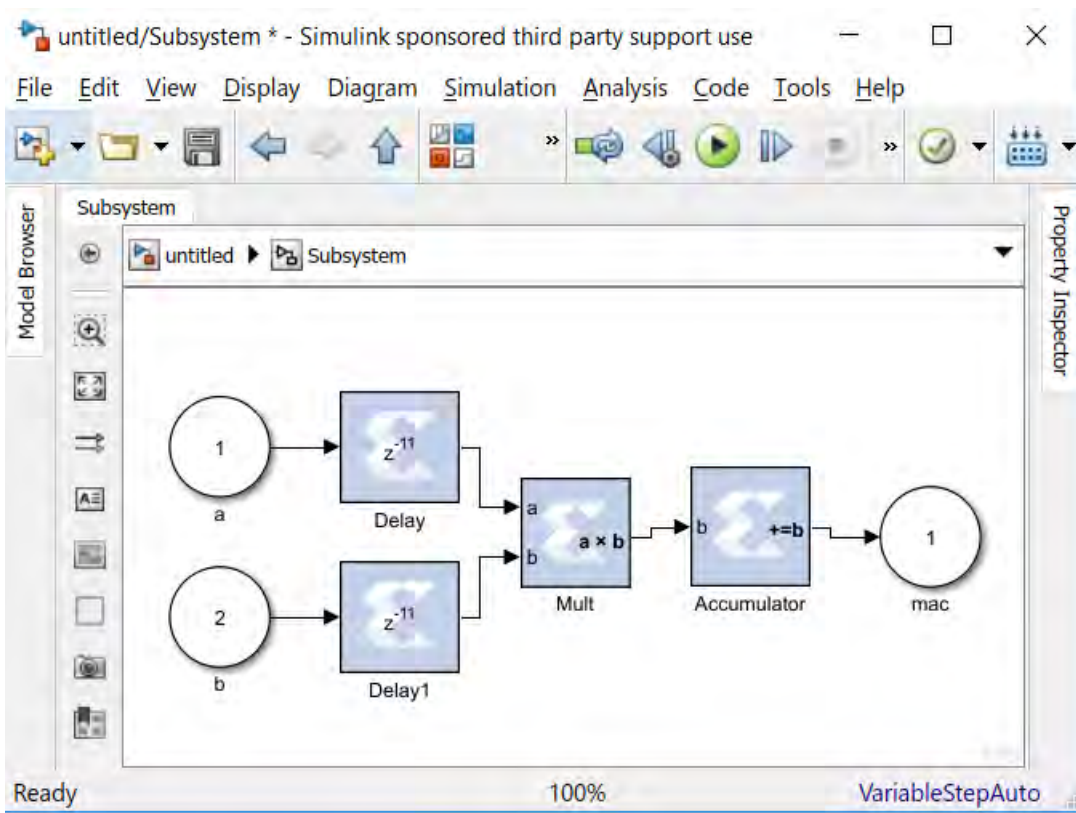 untitled/Subsystem * - Simulink sponsored third party support use
File Edit View Display Diagram Simulation Analysis Code Tools Help
» »
Model Browser
Subsystem
untitled Subsystem
Property Inspector
1
a
z-11
Delay
2
b
z-11
Delay1
a
b
a × b
Mult
b
+=b
Accumulator
1
mac
Ready 100% VariableStepAuto